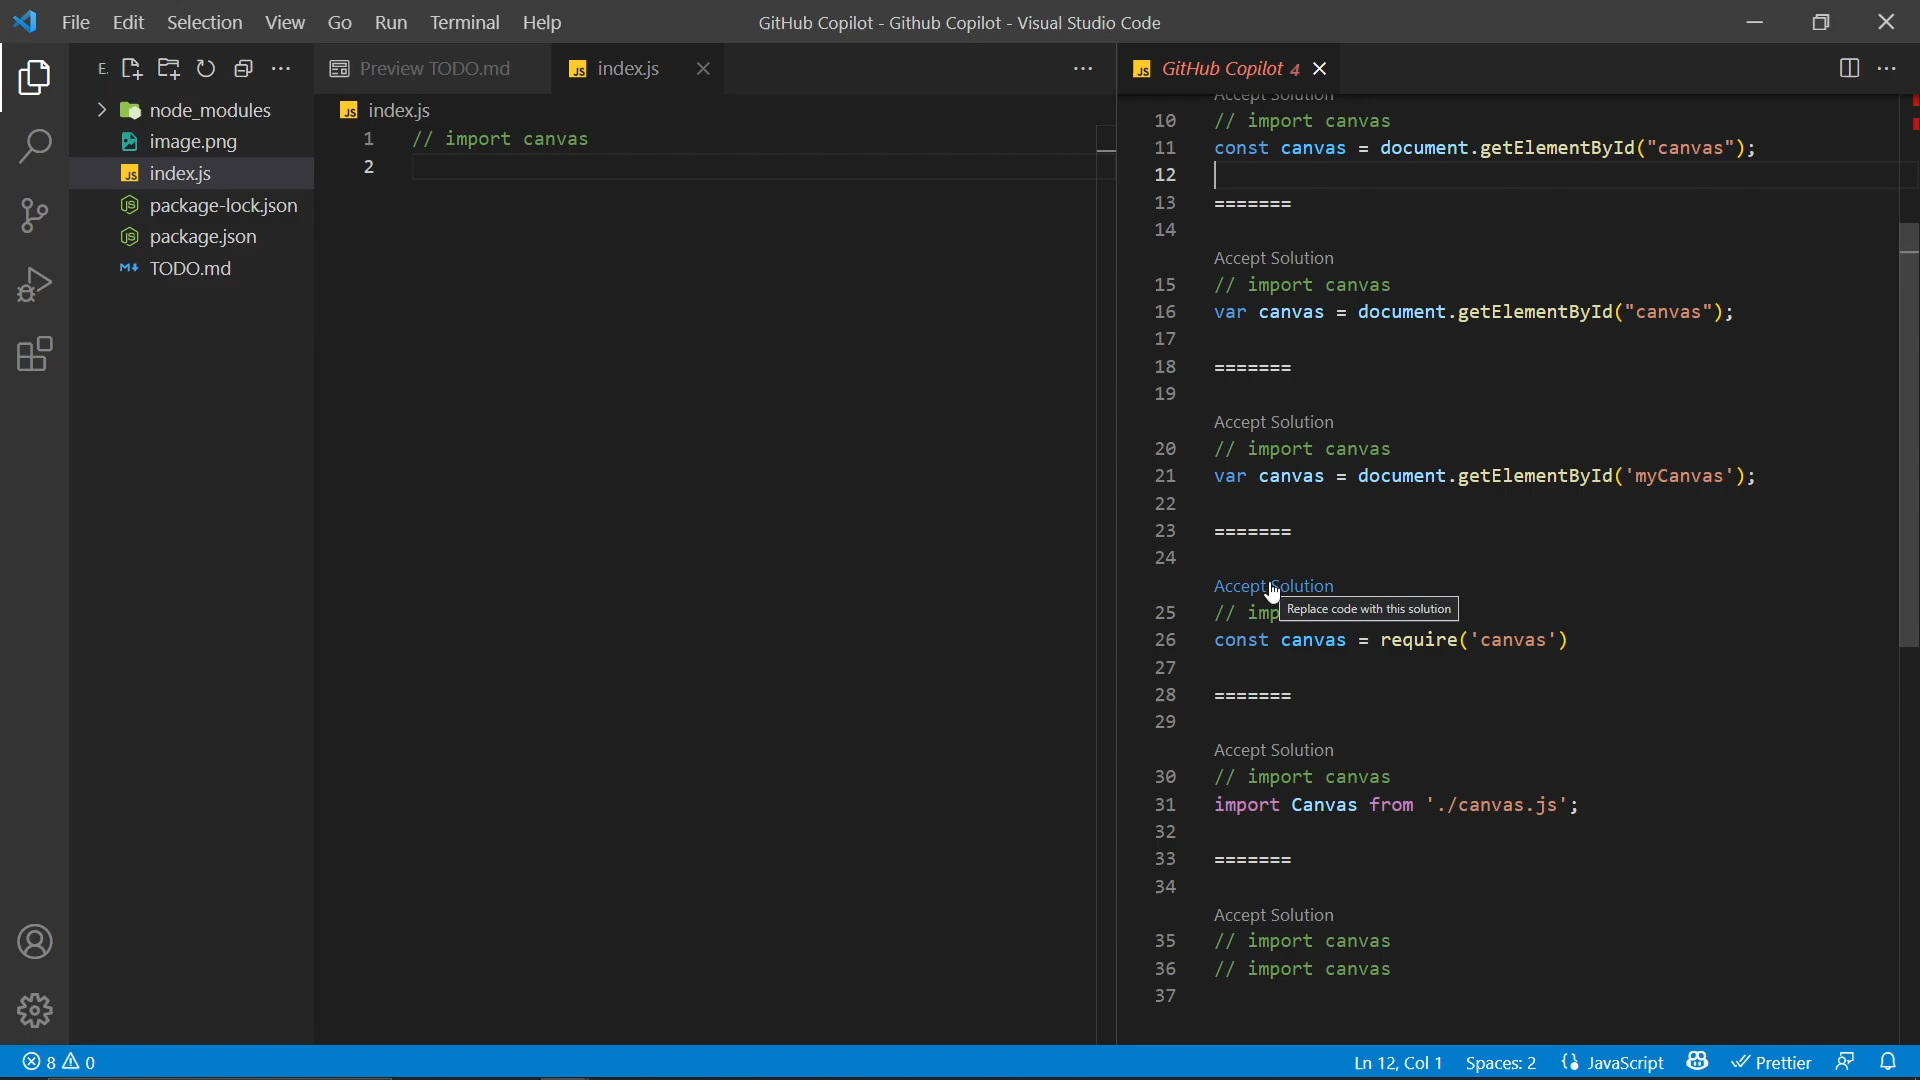 File Edit Selection View Go Run Terminal Help
GitHub Copilot - Github Copilot - Visual Studio Code
E.
node_modules
image.png
index.js
package-lock.json
package.json
TODO.md
Preview TODO.md
index.js
index.js
1 // import canvas
2
GitHub Copilot 4
Accept Solution
10 // import canvas
11 const canvas = document.getElementById("canvas");
12
13 =======
14
Accept Solution
15 // import canvas
16 var canvas = document.getElementById("canvas");
17
18 =======
19
Accept Solution
20 // import canvas
21 var canvas = document.getElementById('myCanvas');
22
23 =======
24
Accept Solution
Replace code with this solution
25 // imp
26 const canvas = require('canvas')
27
28 =======
29
Accept Solution
30 // import canvas
31 import Canvas from './canvas.js';
32
33 =======
34
Accept Solution
35 // import canvas
36 // import canvas
37
8 0
Ln 12, Col 1 Spaces: 2 JavaScript Prettier